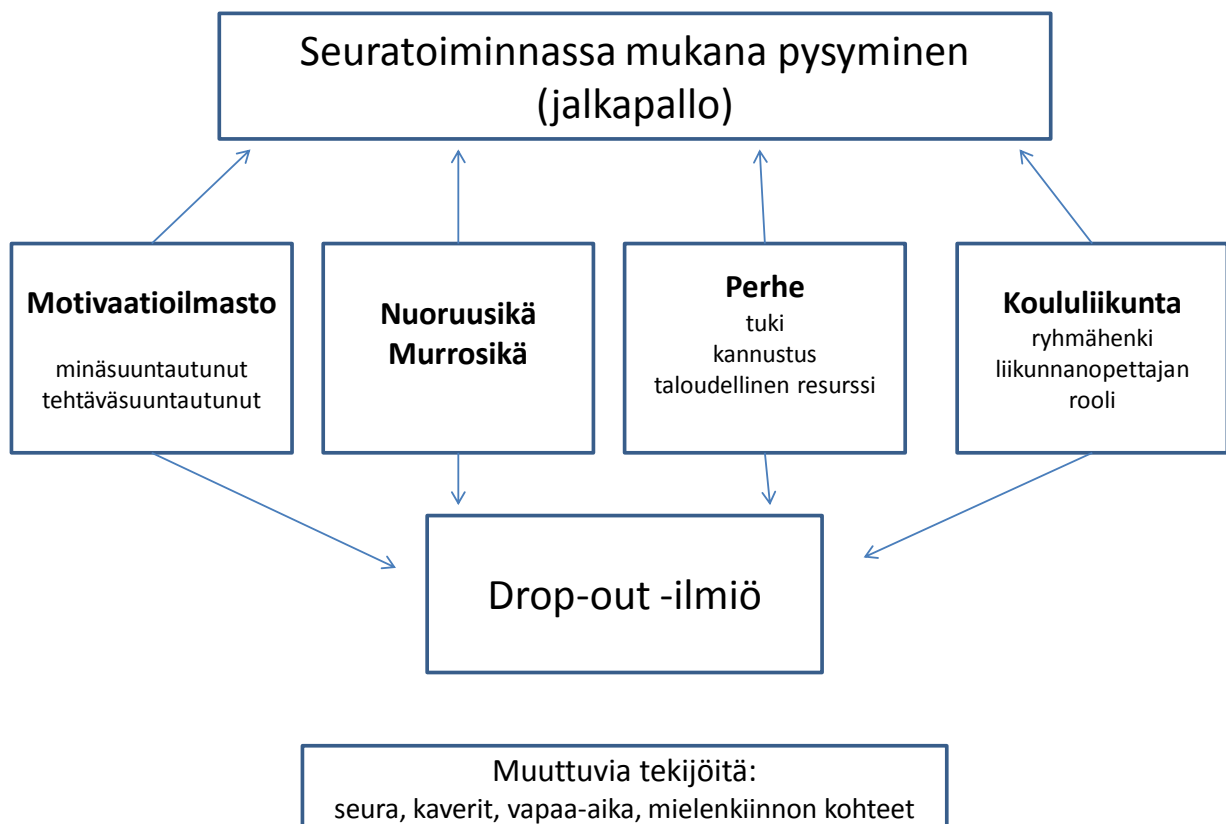 Seuratoiminnassa mukana pysyminen
(jalkapallo)
Motivaatioilmasto
minäsuuntautunut
tehtäväsuuntautunut
Nuoruusikä
Murrosikä
Perhe
tuki
kannustus
taloudellinen resurssi
Koululiikunta
ryhmähenki
liikunnanopettajan
rooli
Drop-out -ilmiö
Muuttuvia tekijöitä:
seura, kaverit, vapaa-aika, mielenkiinnon kohteet